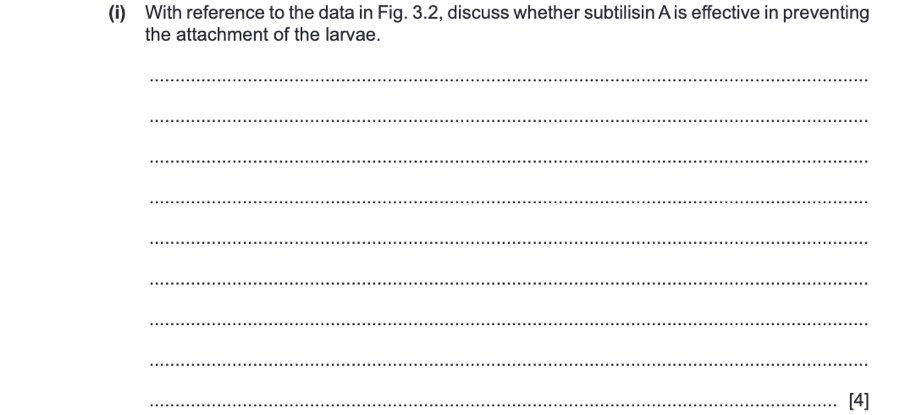 (i) With reference to the data in Fig. 3.2, discuss whether subtilisin A is effective in preventing
the attachment of the larvae.
[4]